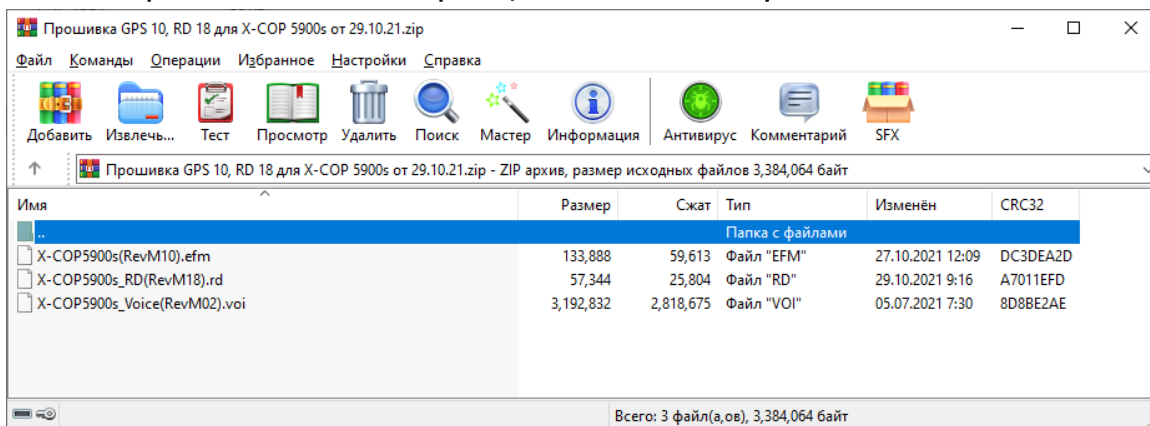 Прошивка GPS 10, RD 18 для X-COP 5900s от 29.10.21.zip
Файл Команды Операции Избранное Настройки Справка
Добавить Извлечь... Тест Просмотр Удалить Поиск Мастер Информация Антивирус Комментарий SFX
Прошивка GPS 10, RD 18 для X-COP 5900s от 29.10.21.zip - ZIP архив, размер исходных файлов 3,384,064 байт
Имя Размер Сжат Тип Изменён CRC32
.. Папка с файлами
X-COP5900s(RevM10).efm 133,888 59,613 Файл "EFM" 27.10.2021 12:09 DC3DEA2D
X-COP5900s_RD(RevM18).rd 57,344 25,804 Файл "RD" 29.10.2021 9:16 A7011EFD
X-COP5900s_Voice(RevM02).voi 3,192,832 2,818,675 Файл "VOI" 05.07.2021 7:30 8D8BE2AE
Всего: 3 файл(а,ов), 3,384,064 байт